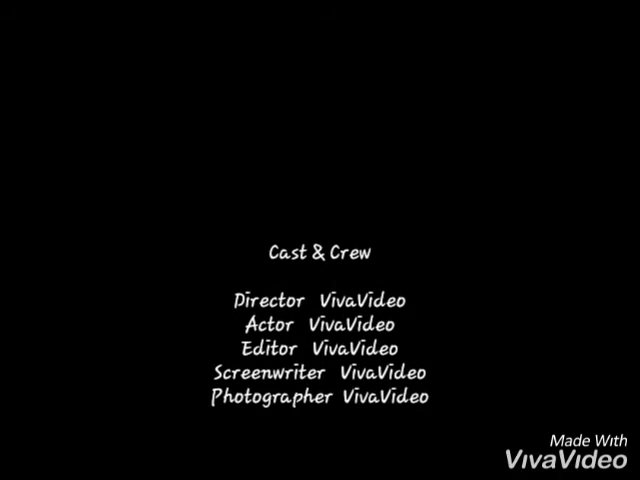 Cast & Crew
Director VivaVideo
Actor VivaVideo
Editor VivaVideo
Screenwriter VivaVideo
Photographer VivaVideo
Made With
VivaVideo